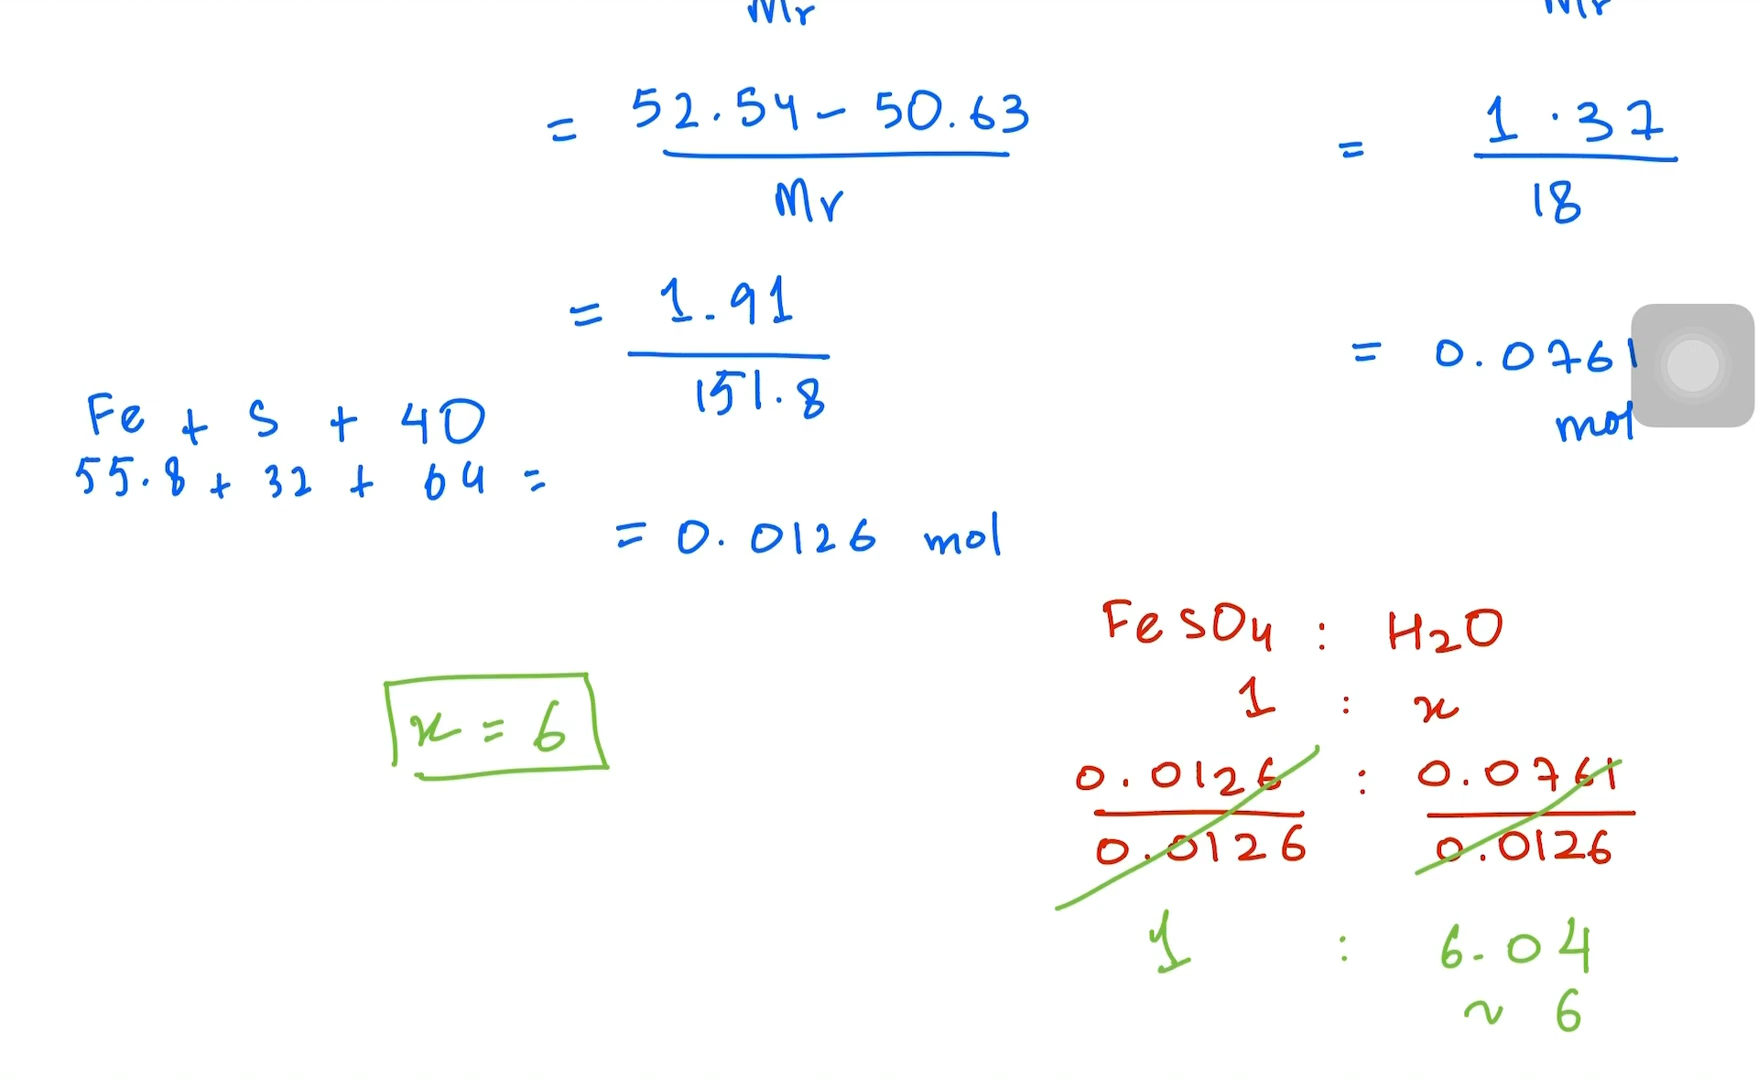 Mr
= 52.54 - 50.63
Mr
= 1.91
151.8
Fe + S + 4O
55.8 + 32 + 64 =
= 0.0126 mol
x = 6
Mr
= 1.37
18
= 0.0761
mol
FeSO4 : H2O
1 : x
0.0126 : 0.0761
0.0126 0.0126
1 : 6.04
~ 6